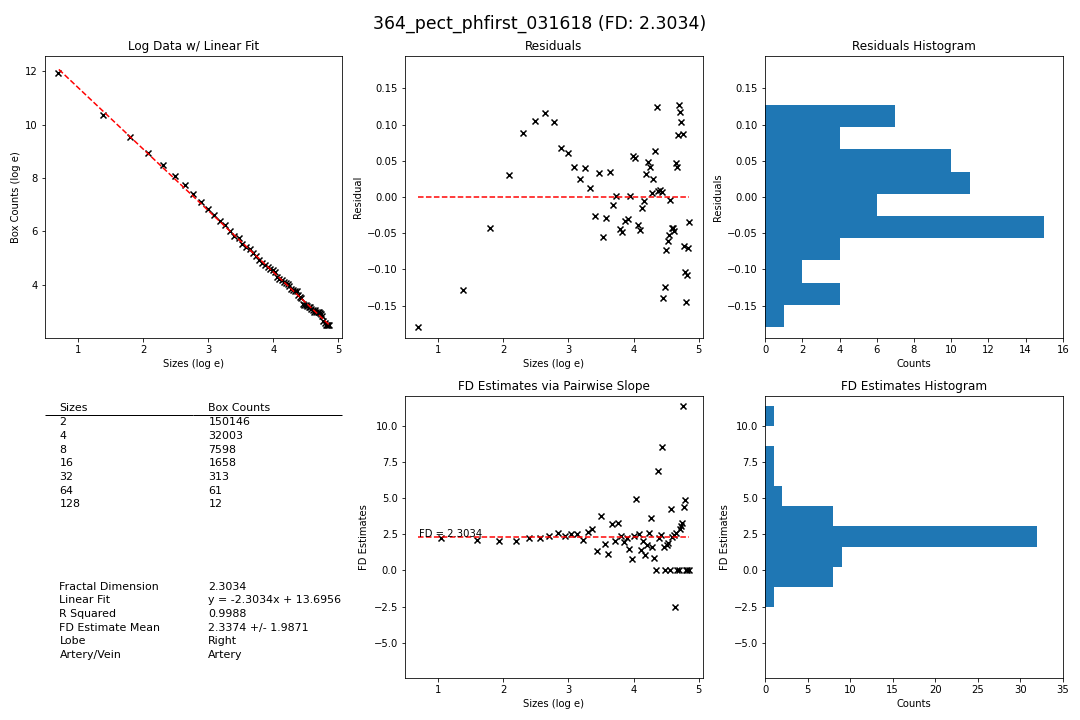 364_pect_phfirst_031618 (FD: 2.3034)
Log Data w/ Linear Fit
12
10
8
6
4
1 2 3 4 5
Box Counts (log e)
Sizes (log e)
Residuals
0.15
0.10
0.05
0.00
−0.05
−0.10
−0.15
1 2 3 4 5
Residual
Sizes (log e)
Residuals Histogram
0.15
0.10
0.05
0.00
−0.05
−0.10
−0.15
0 2 4 6 8 10 12 14 16
Residuals
Counts
Sizes Box Counts
2 150146
4 32003
8 7598
16 1658
32 313
64 61
128 12
Fractal Dimension 2.3034
Linear Fit y = -2.3034x + 13.6956
R Squared 0.9988
FD Estimate Mean 2.3374 +/- 1.9871
Lobe Right
Artery/Vein Artery
FD Estimates via Pairwise Slope
10.0
7.5
5.0
2.5
0.0
−2.5
−5.0
FD = 2.3034
1 2 3 4 5
FD Estimates
Sizes (log e)
FD Estimates Histogram
10.0
7.5
5.0
2.5
0.0
−2.5
−5.0
0 5 10 15 20 25 30 35
FD Estimates
Counts